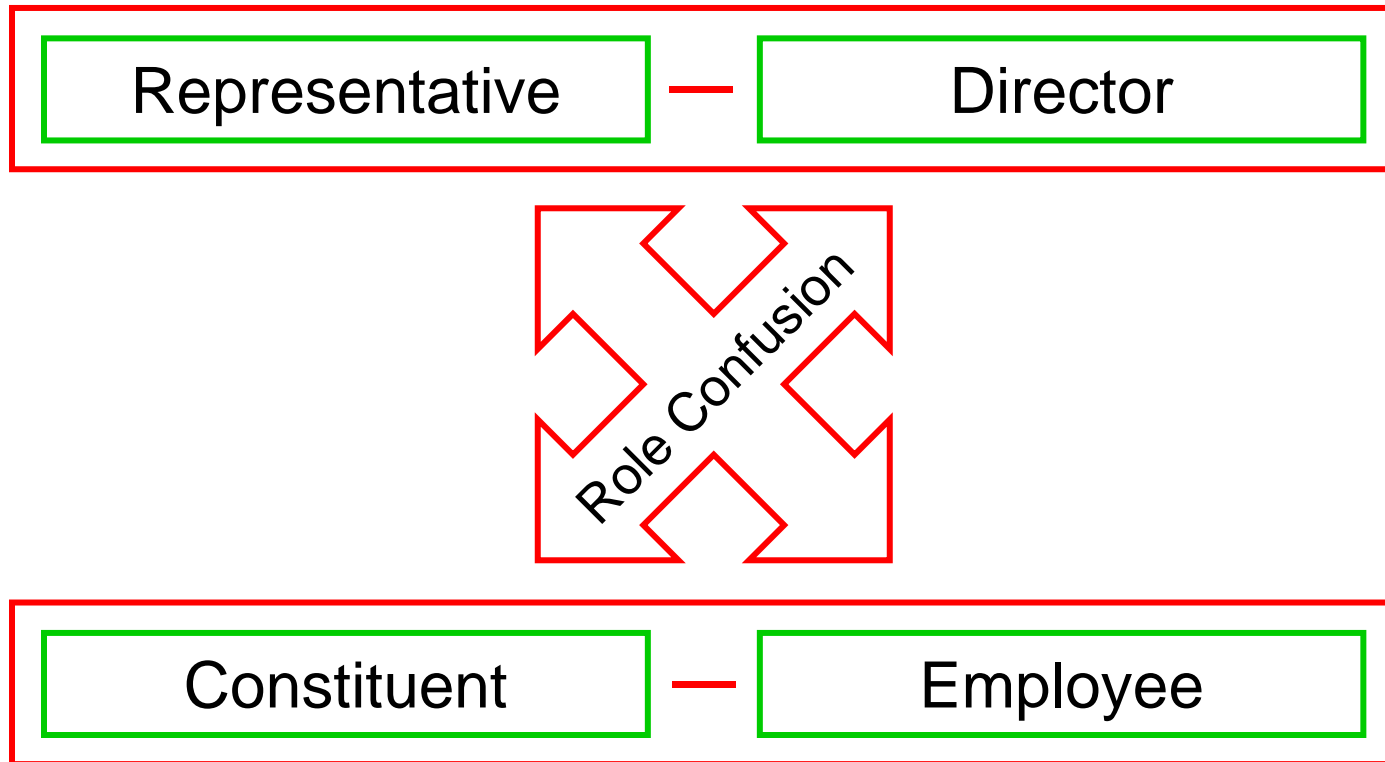 Representative
Director
Role Confusion
Constituent
Employee